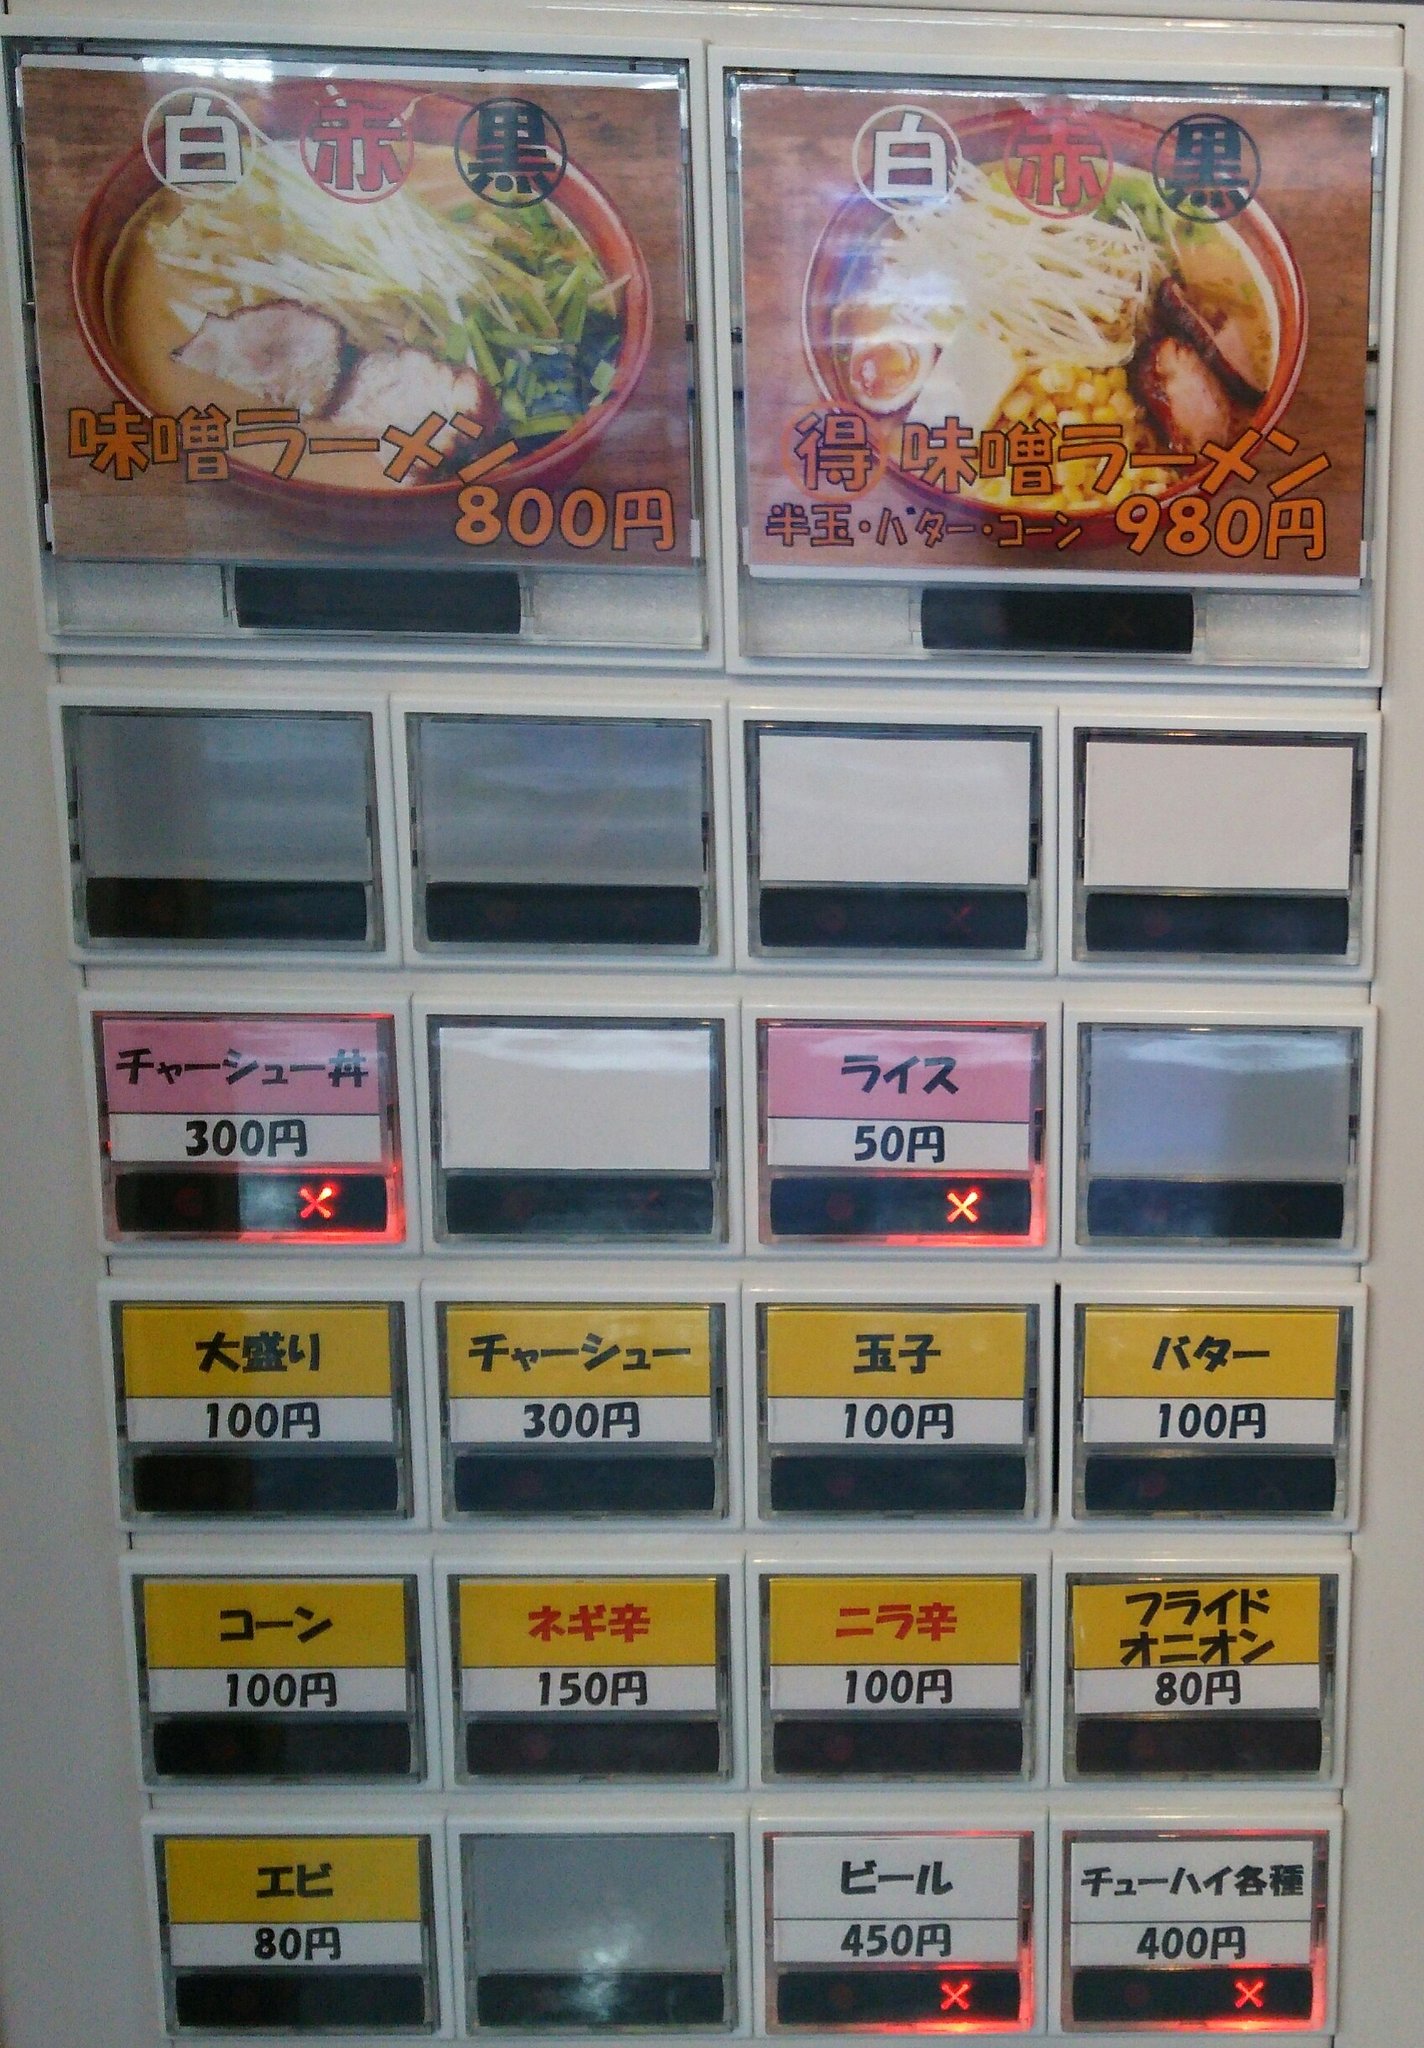 白 赤 黒
味噌ラーメン
800円
白 赤 黒
得 味噌ラーメン
半玉・バター・コーン 980円
チャーシュー丼
300円
ライス
50円
大盛り
100円
チャーシュー
300円
玉子
100円
バター
100円
コーン
100円
ネギ辛
150円
ニラ辛
100円
フライド
オニオン
80円
エビ
80円
ビール
450円
チューハイ各種
400円